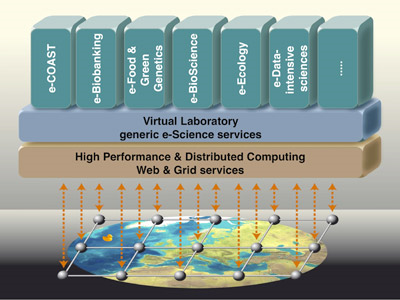 e-COAST
e-Biobanking
e-Food &
Green
Genetics
e-BioScience
e-Ecology
e-Data-
intensive
sciences
.....
Virtual Laboratory
generic e-Science services
High Performance & Distributed Computing
Web & Grid services